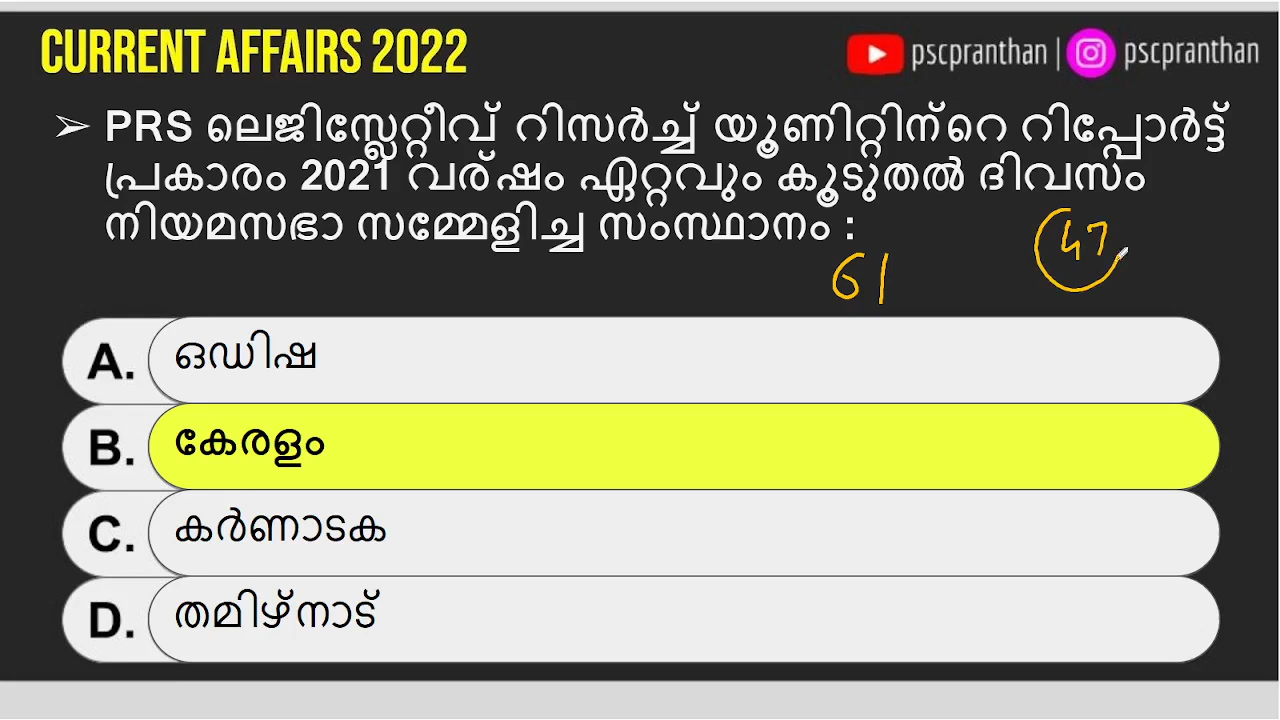 CURRENT AFFAIRS 2022
pscpranthan | pscpranthan
➢ PRS ലെജിസ്ലേറ്റീവ് റിസർച്ച് യൂണിറ്റിന്റെ റിപ്പോർട്ട്
പ്രകാരം 2021 വര്ഷം ഏറ്റവും കൂടുതൽ ദിവസം
നിയമസഭാ സമ്മേളിച്ച സംസ്ഥാനം :
61
47
A. ഒഡിഷ
B. കേരളം
C. കർണാടക
D. തമിഴ്നാട്